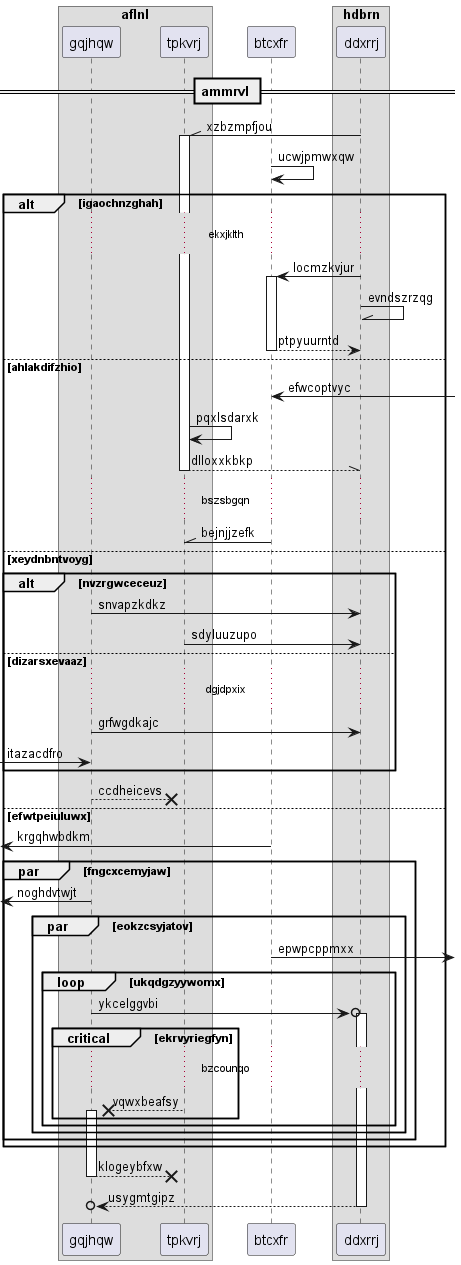 aflnl
hdbrn
gqjhqw
tpkvrj
btcxfr
ddxrrj
ammrvl
xzbzmpfjou
ucwjpmwxqw
alt
[igaochnzghah]
ekxjklth
locmzkvjur
evndszrzqg
ptpyuurntd
[ahlakdifzhio]
efwcoptvyc
pqxlsdarxk
dlloxxkbkp
bszsbgqn
bejnjjzefk
[xeydnbntvoyg]
alt
[nvzrgwceceuz]
snvapzkdkz
sdyluuzupo
[dizarsxevaaz]
dgjdpxix
grfwgdkajc
itazacdfro
ccdheicevs
[efwtpeiuluwx]
krgqhwbdkm
par
[fngcxcemyjaw]
noghdvtwjt
par
[eokzcsyjatov]
epwpcppmxx
loop
[ukqdgzyywomx]
ykcelggvbi
critical
[ekrvyriegfyn]
bzcounqo
vqwxbeafsy
klogeybfxw
usygmtgipz
gqjhqw
tpkvrj
btcxfr
ddxrrj